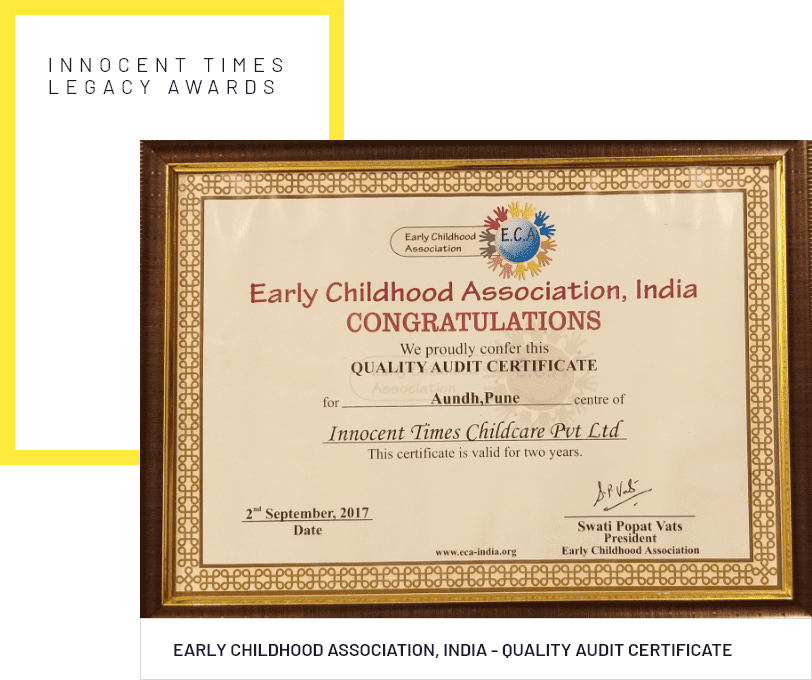 INNOCENT TIMES
LEGACY AWARDS
Early Childhood
Association
E.C.A
Early Childhood Association, India
CONGRATULATIONS
We proudly confer this
QUALITY AUDIT CERTIFICATE
Association
for Aundh,Pune centre of
Innocent Times Childcare Pvt Ltd
This certificate is valid for two years.
S.P. Vats
2nd September, 2017
Date
Swati Popat Vats
President
www.eca-india.org
Early Childhood Association
EARLY CHILDHOOD ASSOCIATION, INDIA - QUALITY AUDIT CERTIFICATE